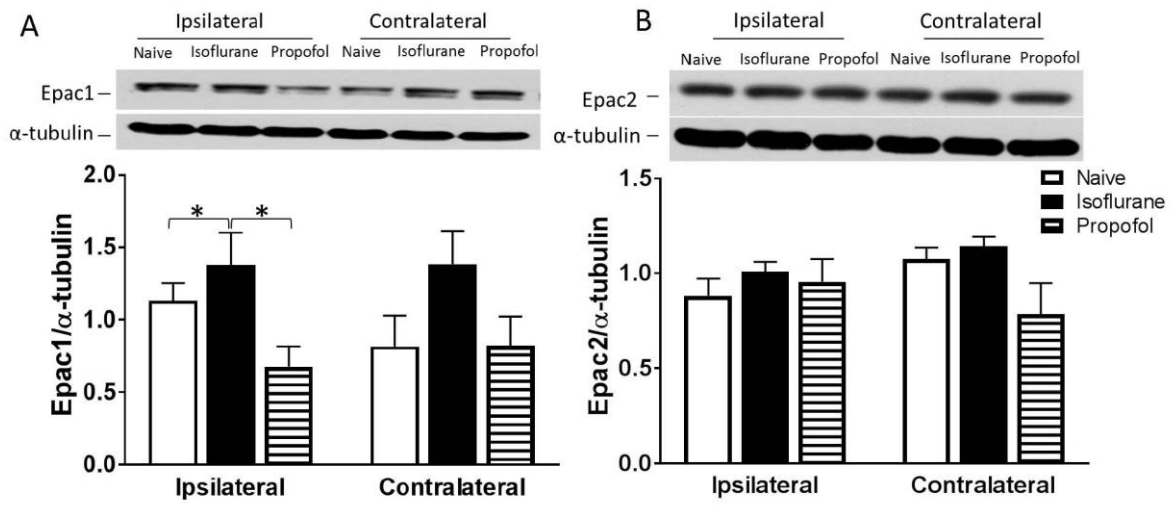 A
Ipsilateral Contralateral
Naive Isoflurane Propofol Naive Isoflurane Propofol
Epac1
α-tubulin
2.0
1.5
1.0
0.5
0.0
Epac1/α-tubulin
* *
Ipsilateral Contralateral
B
Ipsilateral Contralateral
Naive Isoflurane Propofol Naive Isoflurane Propofol
Epac2
α-tubulin
1.5
1.0
0.5
0.0
Epac2/α-tubulin
Naive
Isoflurane
Propofol
Ipsilateral Contralateral